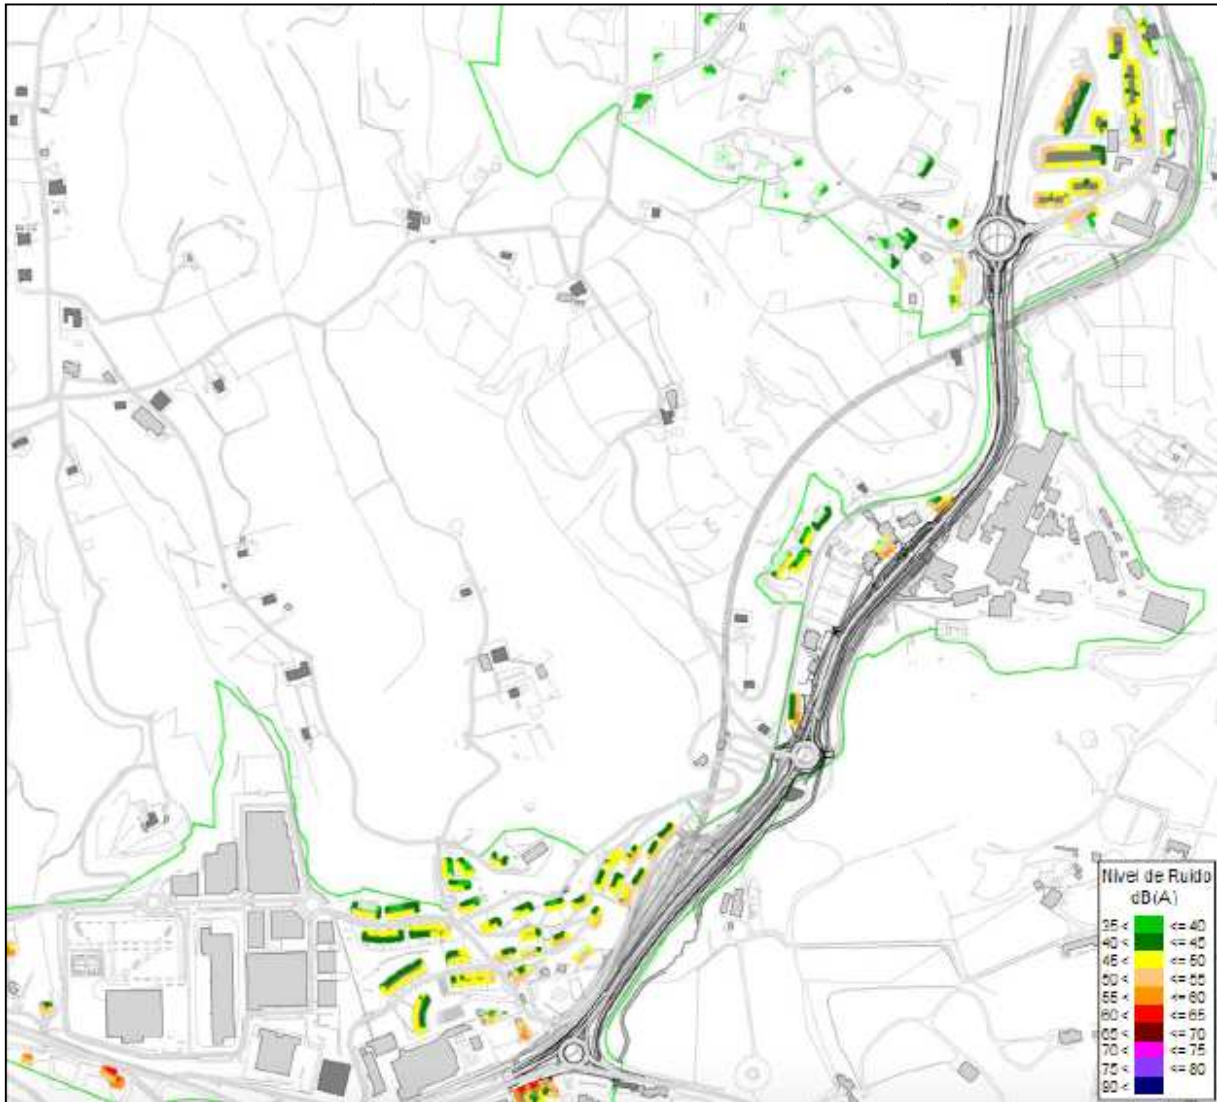 Nivel de Ruido
dB(A)
35 < <= 40
40 < <= 45
45 < <= 50
50 < <= 55
55 < <= 60
60 < <= 65
65 < <= 70
70 < <= 75
75 < <= 80
80 <